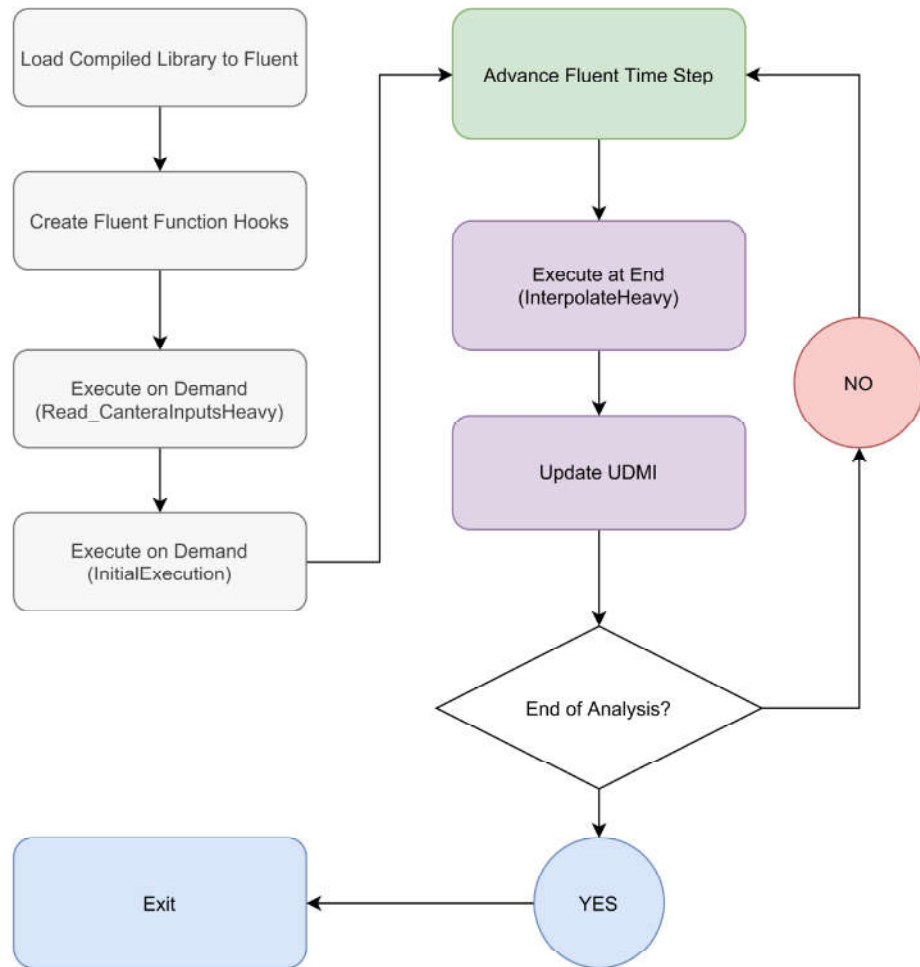 Load Compiled Library to Fluent
Create Fluent Function Hooks
Execute on Demand
(Read_CanteraInputsHeavy)
Execute on Demand
(InitialExecution)
Advance Fluent Time Step
Execute at End
(InterpolateHeavy)
Update UDMI
End of Analysis?
NO
YES
Exit